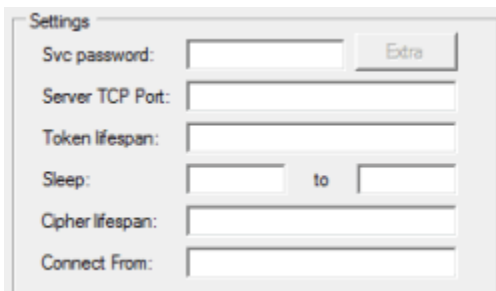 Settings
Svc password: Extra
Server TCP Port:
Token lifespan:
Sleep: to
Cipher lifespan:
Connect From: